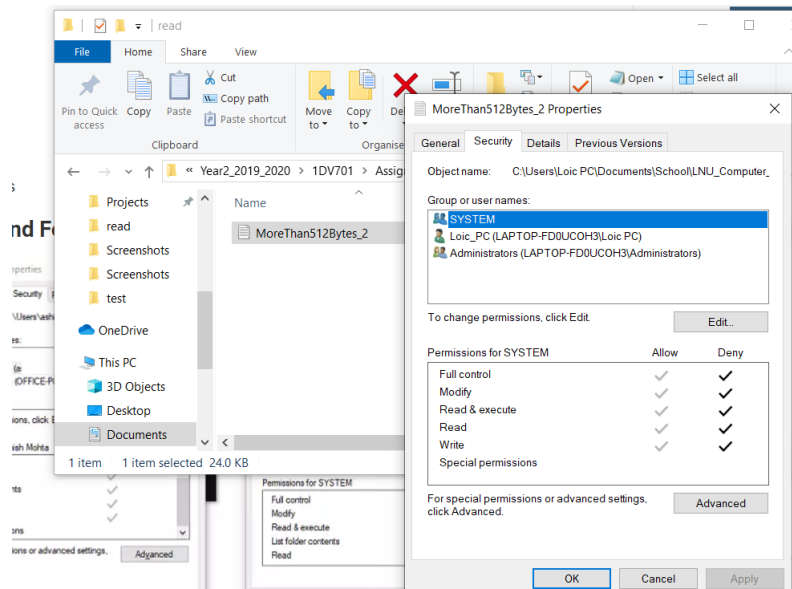 read
File
Home
Share
View
Pin to Quick access
Copy
Paste
Cut
Copy path
Paste shortcut
Clipboard
Move to
Copy to
Organise
Open
Select all
« Year2_2019_2020 > 1DV701 >
Projects
read
Screenshots
Screenshots
test
OneDrive
This PC
3D Objects
Desktop
Documents
Name
MoreThan512Bytes_2
1 item 1 item selected 24.0 KB
MoreThan512Bytes_2 Properties
General
Security
Details
Previous Versions
Object name: C:\Users\Loic PC\Documents\School\LNU_Computer_
Group or user names:
SYSTEM
Loic_PC (LAPTOP-FD0UCOH3\Loic PC)
Administrators (LAPTOP-FD0UCOH3\Administrators)
To change permissions, click Edit.
Edit...
Permissions for SYSTEM Allow Deny
Full control
Modify
Read & execute
Read
Write
Special permissions
For special permissions or advanced settings, click Advanced.
Advanced
OK
Cancel
Apply
Security
ions or advanced settings,
Advanced
Permissions for SYSTEM
Full control
Modify
Read & execute
List folder contents
Read